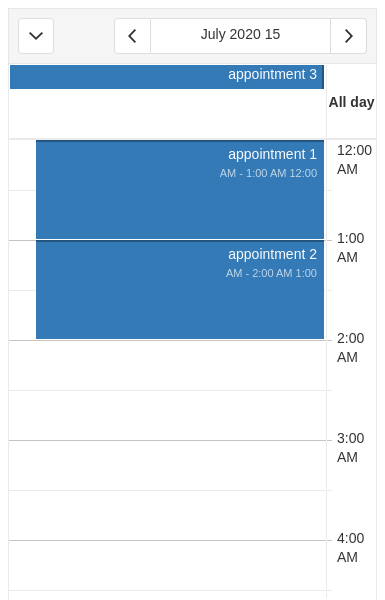 July 2020 15
appointment 3
All day
appointment 1
AM - 1:00 AM 12:00
appointment 2
AM - 2:00 AM 1:00
12:00
AM
1:00
AM
2:00
AM
3:00
AM
4:00
AM